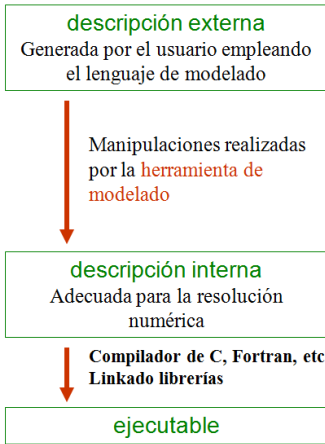 descripción externa
Generada por el usuario empleando
el lenguaje de modelado
Manipulaciones realizadas
por la herramienta de
modelado
descripción interna
Adecuada para la resolución
numérica
Compilador de C, Fortran, etc
Linkado librerías
ejecutable